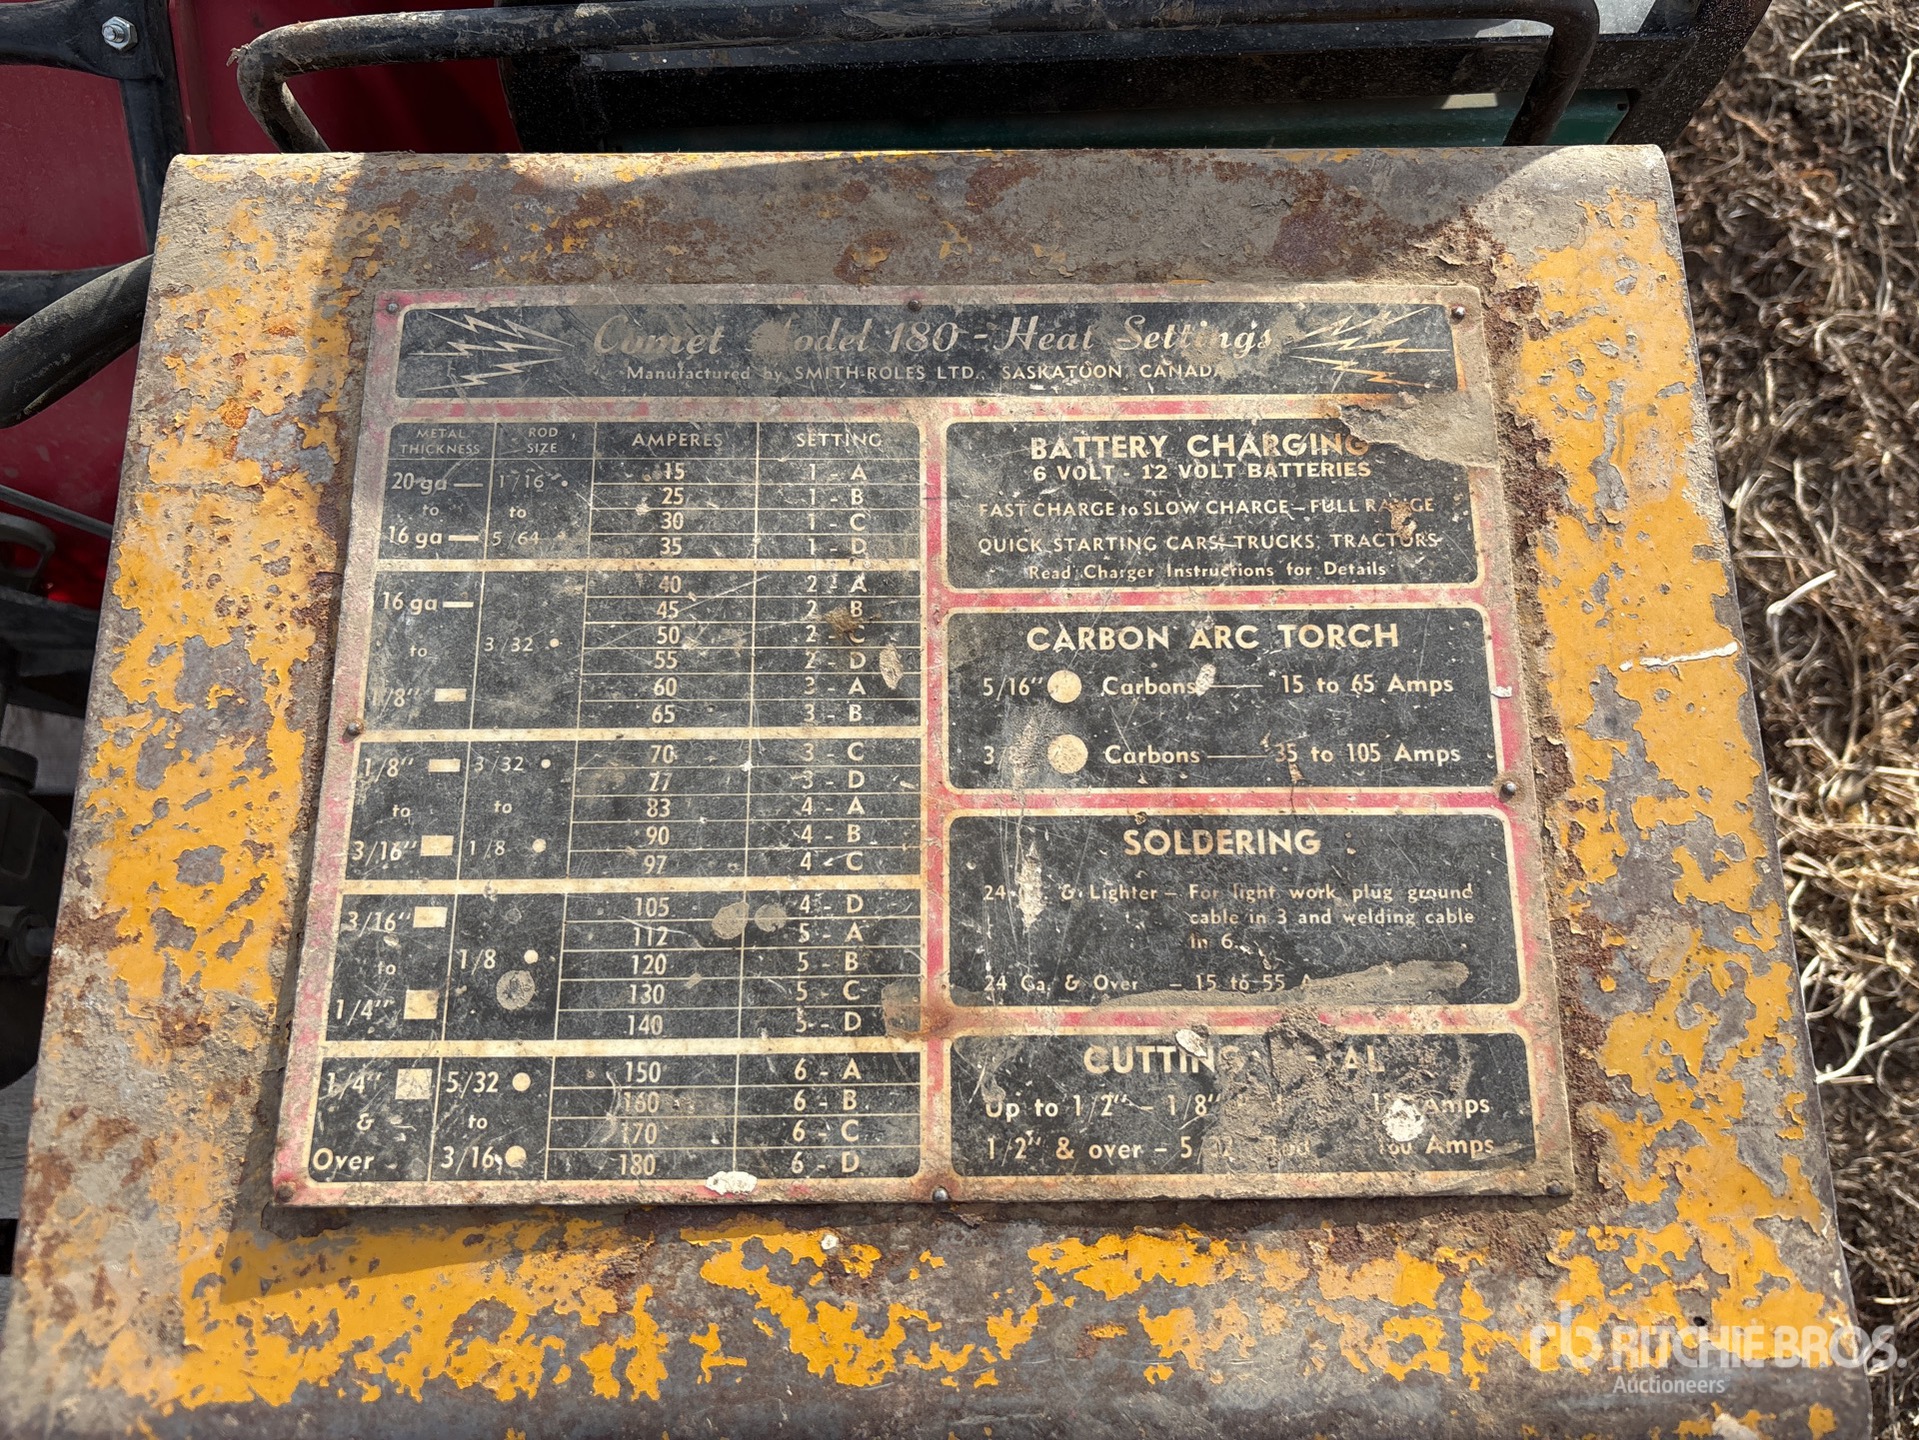 Comet Model 180 - Heat Settings
Manufactured by SMITH-ROLES LTD., SASKATOON, CANADA
METAL THICKNESS ROD SIZE AMPERES SETTING
20 ga — to 16 ga — 1/16 to 5/64
15 1 - A
25 1 - B
30 1 - C
35 1 - D
16 ga — to 1/8" 3/32
40 2 - A
45 2 - B
50 2 - C
55 2 - D
60 3 - A
65 3 - B
1/8" to 3/16" 3/32 to 1/8
70 3 - C
77 3 - D
83 4 - A
90 4 - B
97 4 - C
3/16" to 1/4" 1/8
105 4 - D
112 5 - A
120 5 - B
130 5 - C
140 5 - D
1/4" & Over 5/32 to 3/16
150 6 - A
160 6 - B
170 6 - C
180 6 - D
BATTERY CHARGING
6 VOLT - 12 VOLT BATTERIES
FAST CHARGE to SLOW CHARGE — FULL RANGE
QUICK STARTING CARS, TRUCKS, TRACTORS
Read Charger Instructions for Details
CARBON ARC TORCH
5/16" Carbons — 15 to 65 Amps
Carbons — 35 to 105 Amps
SOLDERING
24 & Lighter — For light work plug ground
cable in 3 and welding cable
in 6.
24 Ga. & Over — 15 to 55
CUTTING
Up to 1/2" — 1/8" Amps
1/2" & over — Amps
RITCHIE BROS.
Auctioneers